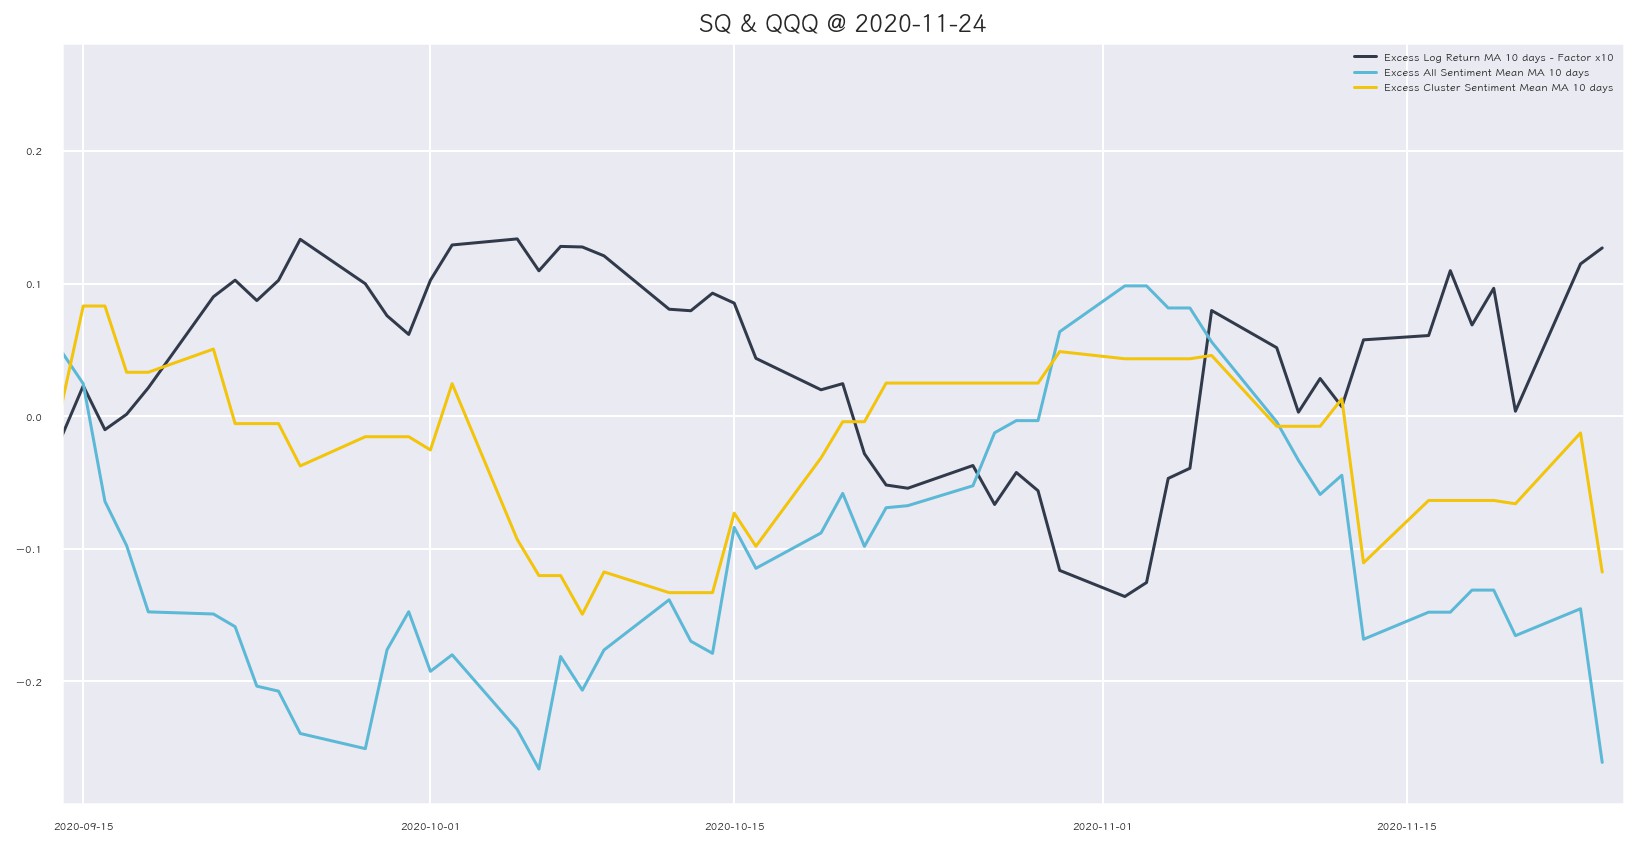 SQ & QQQ @ 2020-11-24
Excess Log Return MA 10 days - Factor x10
Excess All Sentiment Mean MA 10 days
Excess Cluster Sentiment Mean MA 10 days
0.2
0.1
0.0
−0.1
−0.2
2020-09-15 2020-10-01 2020-10-15 2020-11-01 2020-11-15